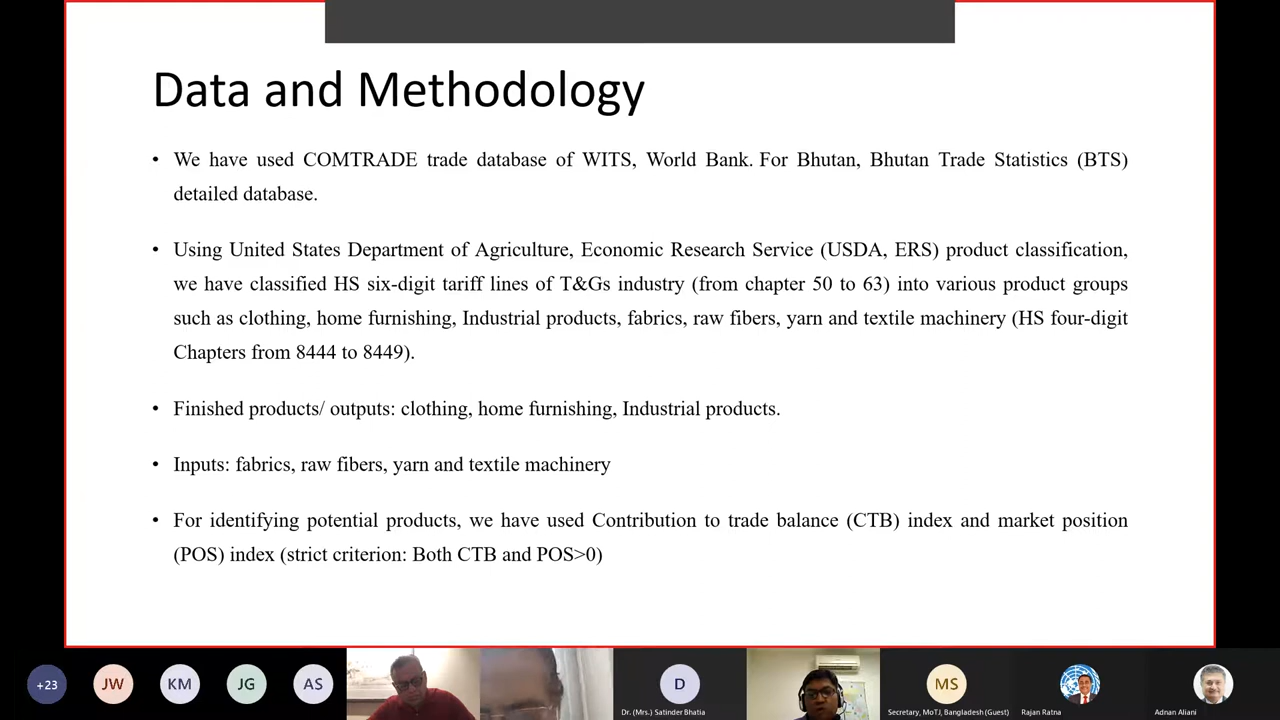 Data and Methodology
• We have used COMTRADE trade database of WITS, World Bank. For Bhutan, Bhutan Trade Statistics (BTS)
detailed database.
• Using United States Department of Agriculture, Economic Research Service (USDA, ERS) product classification,
we have classified HS six-digit tariff lines of T&Gs industry (from chapter 50 to 63) into various product groups
such as clothing, home furnishing, Industrial products, fabrics, raw fibers, yarn and textile machinery (HS four-digit
Chapters from 8444 to 8449).
• Finished products/ outputs: clothing, home furnishing, Industrial products.
• Inputs: fabrics, raw fibers, yarn and textile machinery
• For identifying potential products, we have used Contribution to trade balance (CTB) index and market position
(POS) index (strict criterion: Both CTB and POS>0)
+23 JW KM JG AS D MS
Dr. (Mrs.) Satinder Bhatia Secretary, MoTJ, Bangladesh (Guest) Rajan Ratna Adnan Aliani